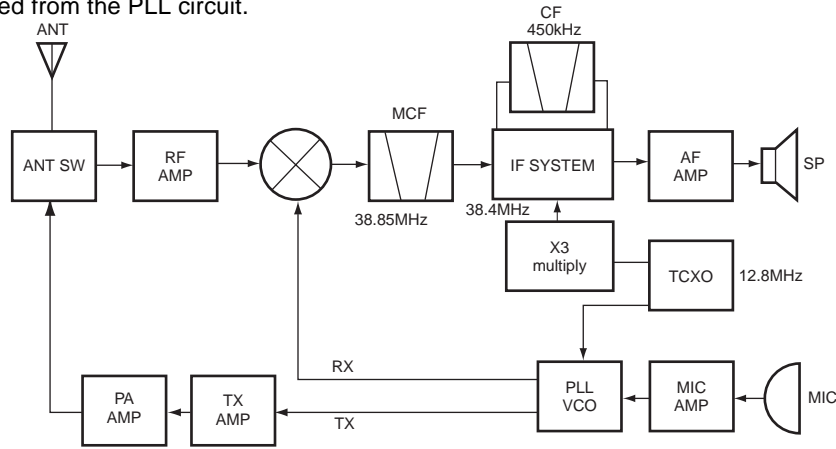 ed from the PLL circuit.
ANT
CF
450kHz
MCF
ANT SW
RF
AMP
IF SYSTEM
AF
AMP
SP
38.85MHz
38.4MHz
X3
multiply
TCXO
12.8MHz
RX
PA
AMP
TX
AMP
TX
PLL
VCO
MIC
AMP
MIC